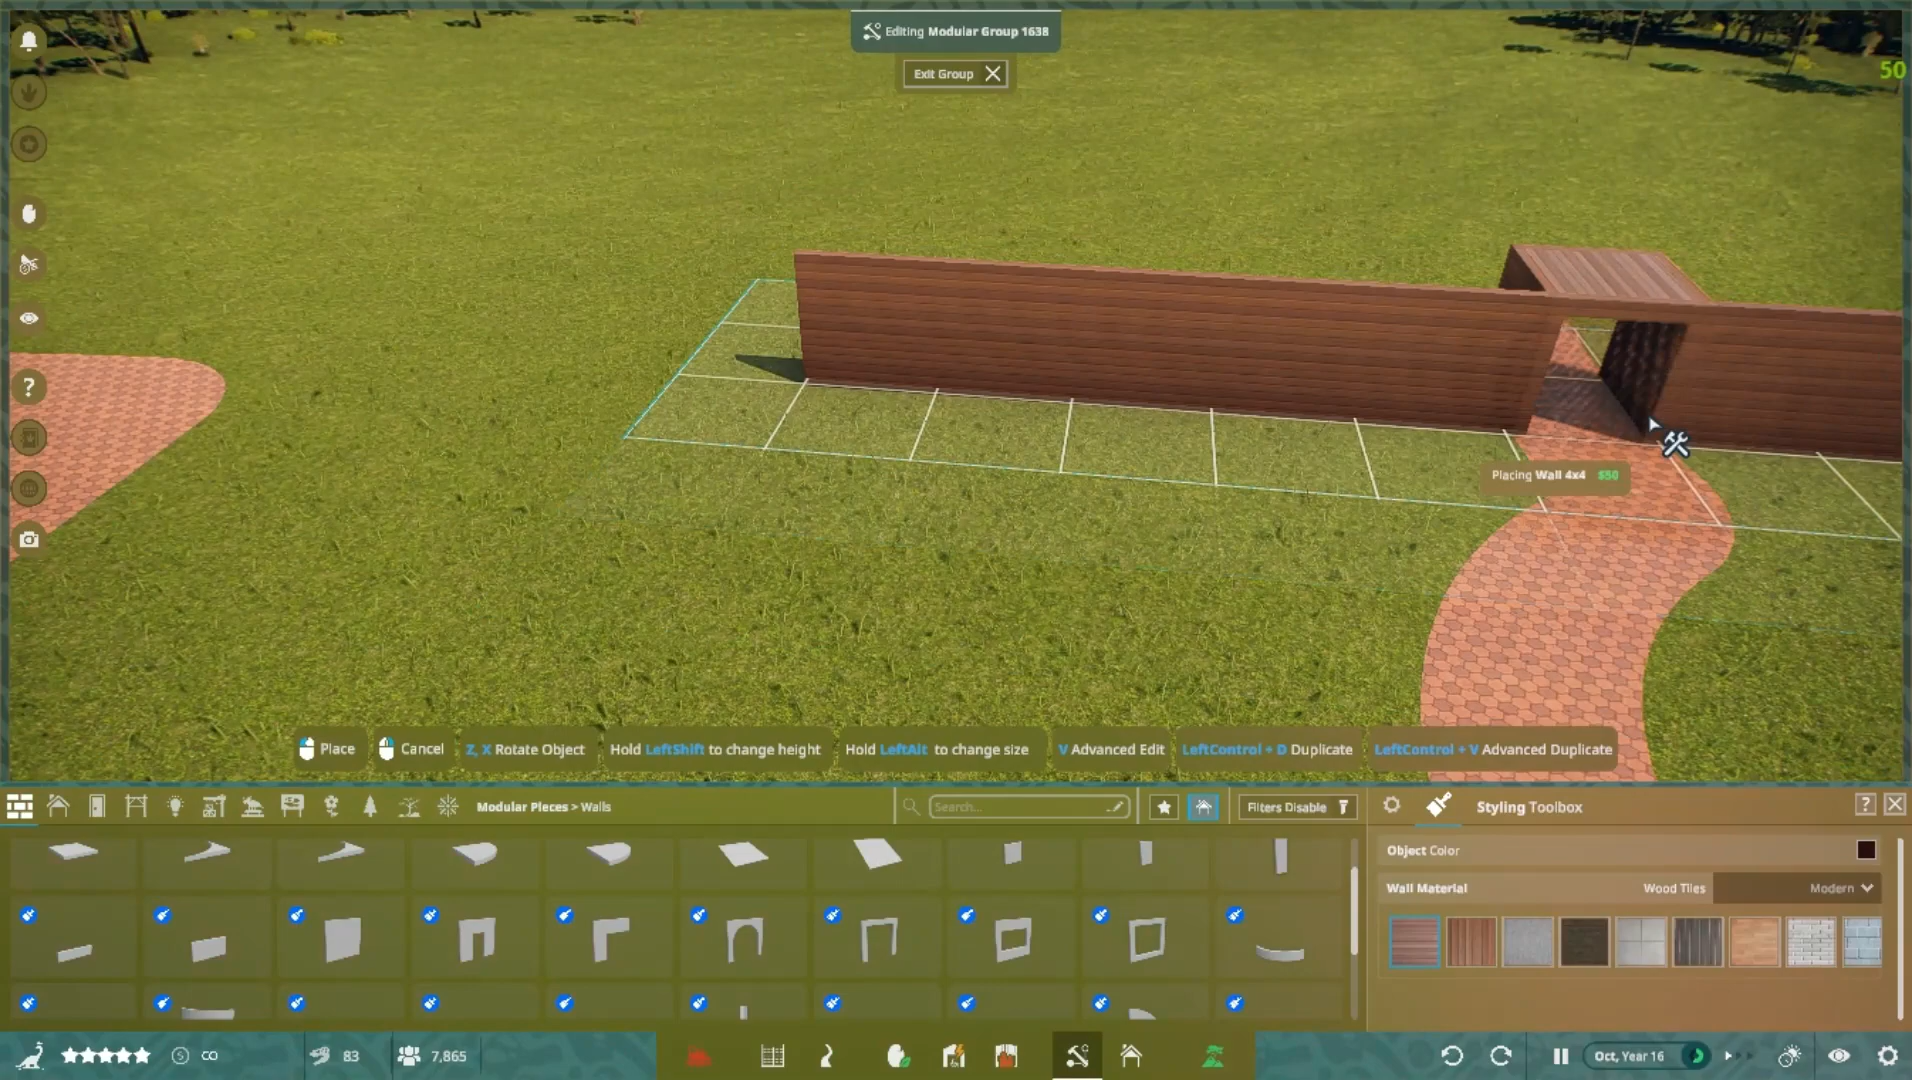 Editing Modular Group 1638
Exit Group
50
?
Placing Wall 4x4 $50
Place
Cancel
Z, X Rotate Object
Hold LeftShift to change height
Hold LeftAlt to change size
V Advanced Edit
LeftControl + D Duplicate
LeftControl + V Advanced Duplicate
Modular Pieces > Walls
Search...
Filters Disable
Styling Toolbox
?
Object Color
Wall Material
Wood Tiles
Modern
83
7,865
Oct, Year 16